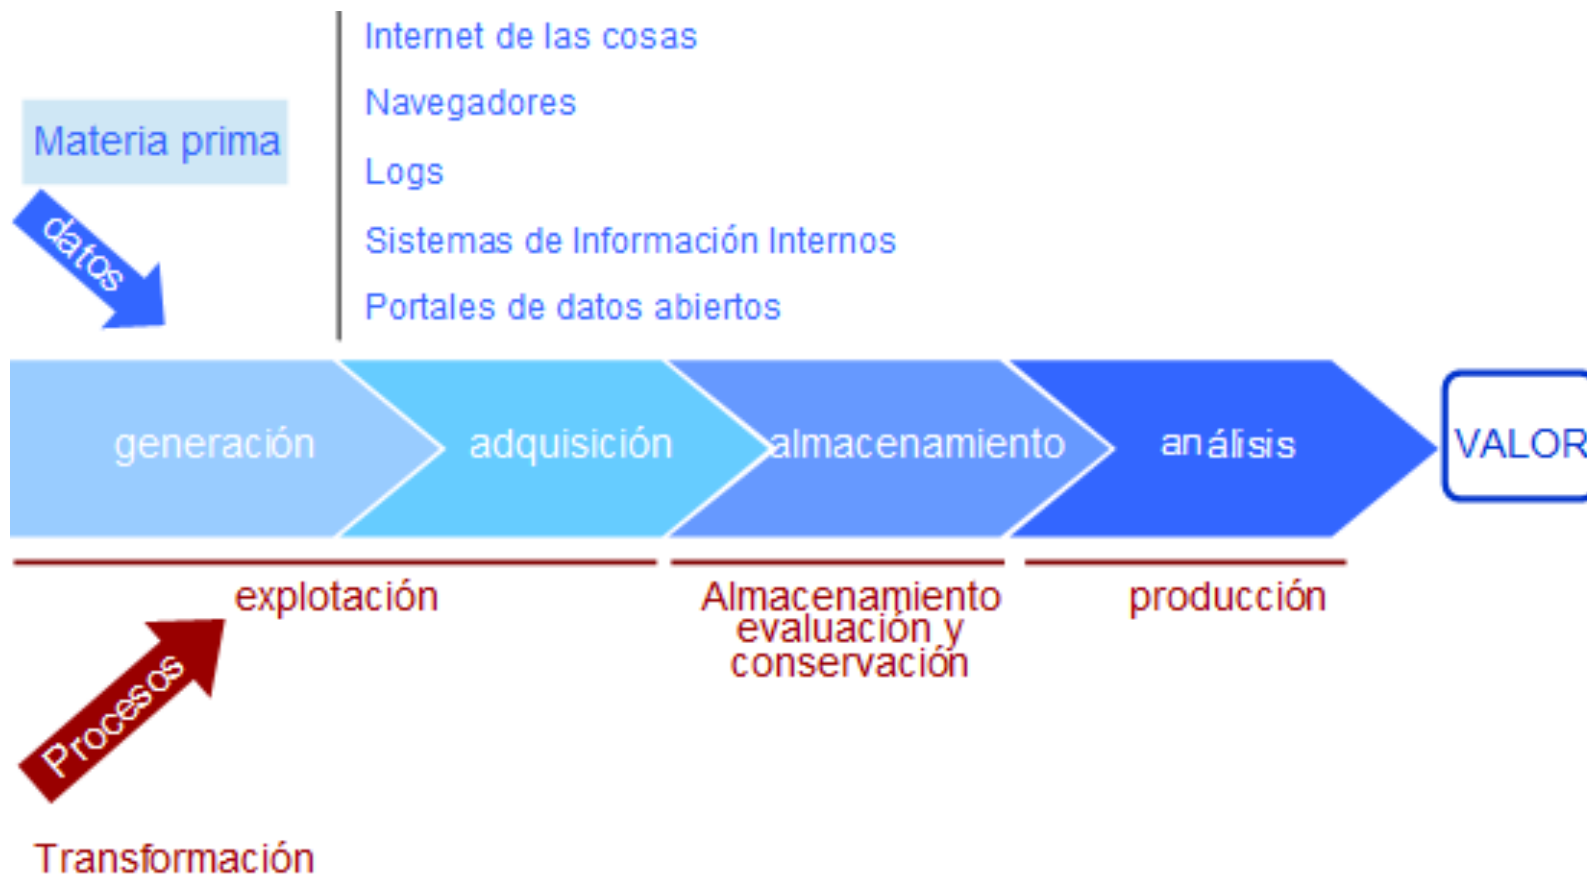 Internet de las cosas
Navegadores
Materia prima
Logs
datos
Sistemas de Información Internos
Portales de datos abiertos
generación
adquisición
almacenamiento
análisis
VALOR
explotación
Almacenamiento
evaluación y
conservación
producción
Procesos
Transformación